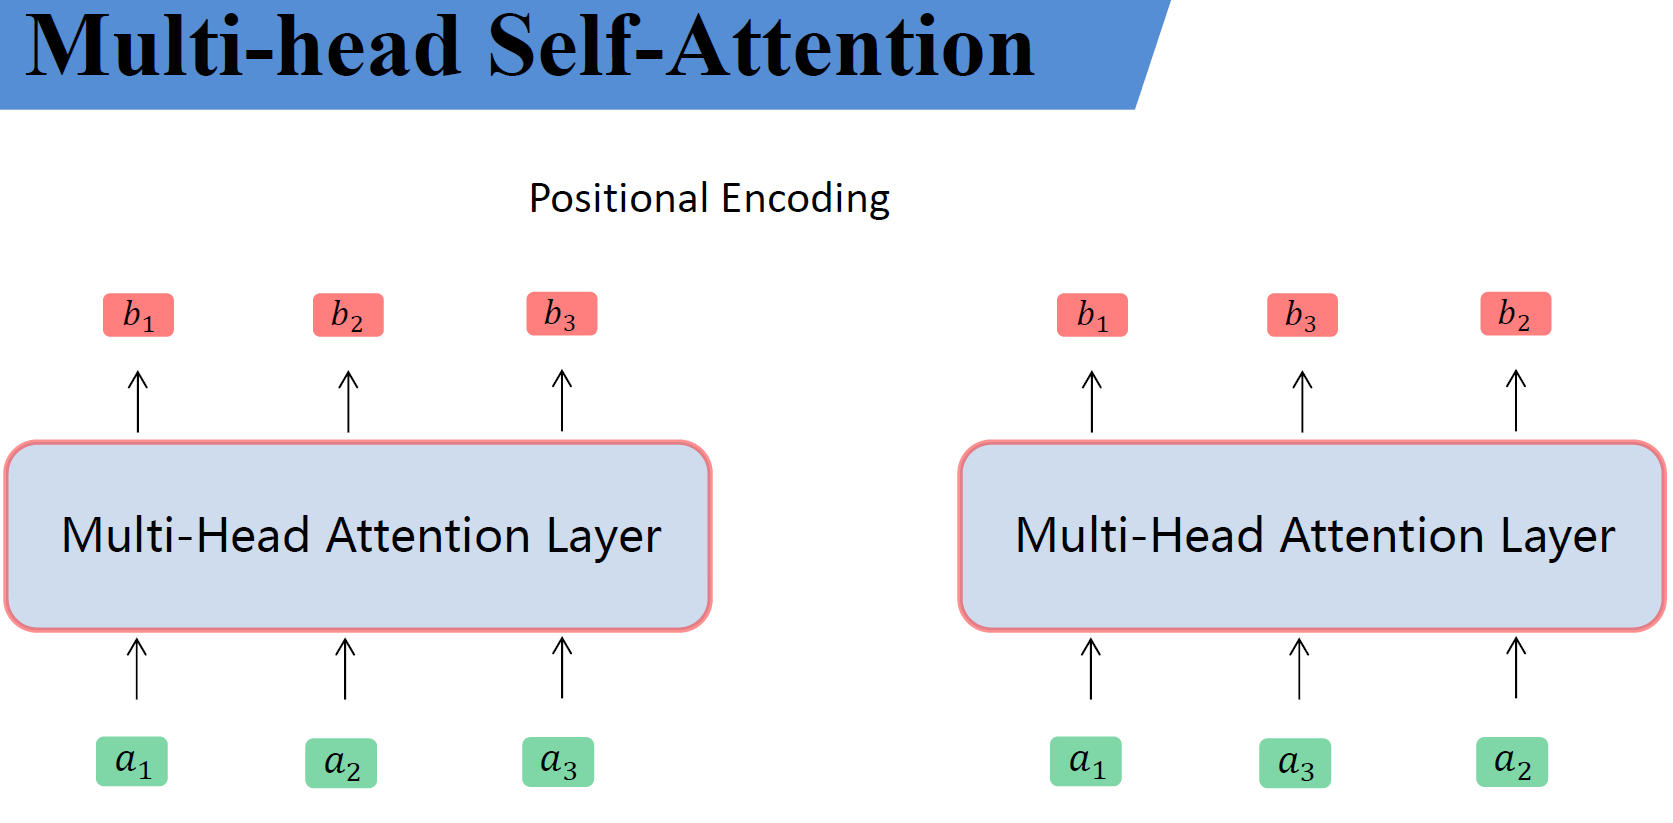 Multi-head Self-Attention
Positional Encoding
b₁ b₂ b₃ b₁ b₃ b₂
Multi-Head Attention Layer Multi-Head Attention Layer
a₁ a₂ a₃ a₁ a₃ a₂